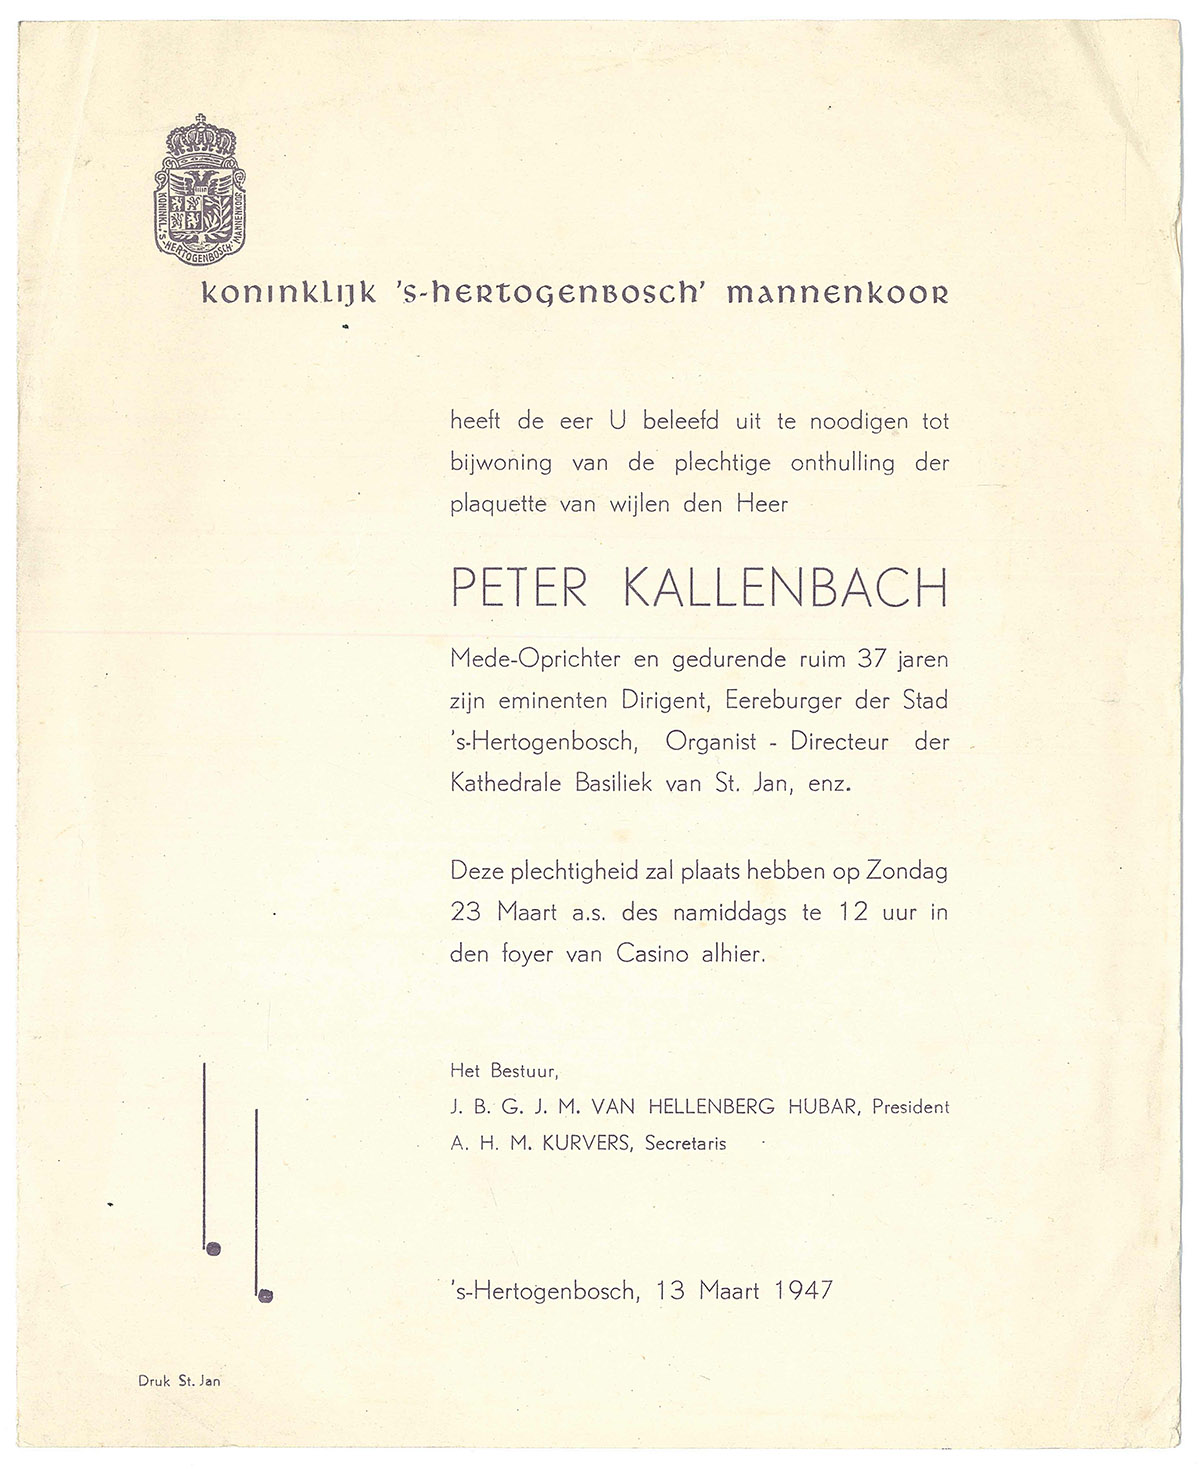 KONINKL. 's-HERTOGENBOSCH' MANNENKOOR
koninklijk 's-hertogenbosch' mannenkoor
heeft de eer U beleefd uit te noodigen tot
bijwoning van de plechtige onthulling der
plaquette van wijlen den Heer
PETER KALLENBACH
Mede-Oprichter en gedurende ruim 37 jaren
zijn eminenten Dirigent, Eereburger der Stad
's-Hertogenbosch, Organist - Directeur der
Kathedrale Basiliek van St. Jan, enz.
Deze plechtigheid zal plaats hebben op Zondag
23 Maart a.s. des namiddags te 12 uur in
den foyer van Casino alhier.
Het Bestuur,
J. B. G. J. M. VAN HELLENBERG HUBAR, President
A. H. M. KURVERS, Secretaris
's-Hertogenbosch, 13 Maart 1947
Druk St. Jan